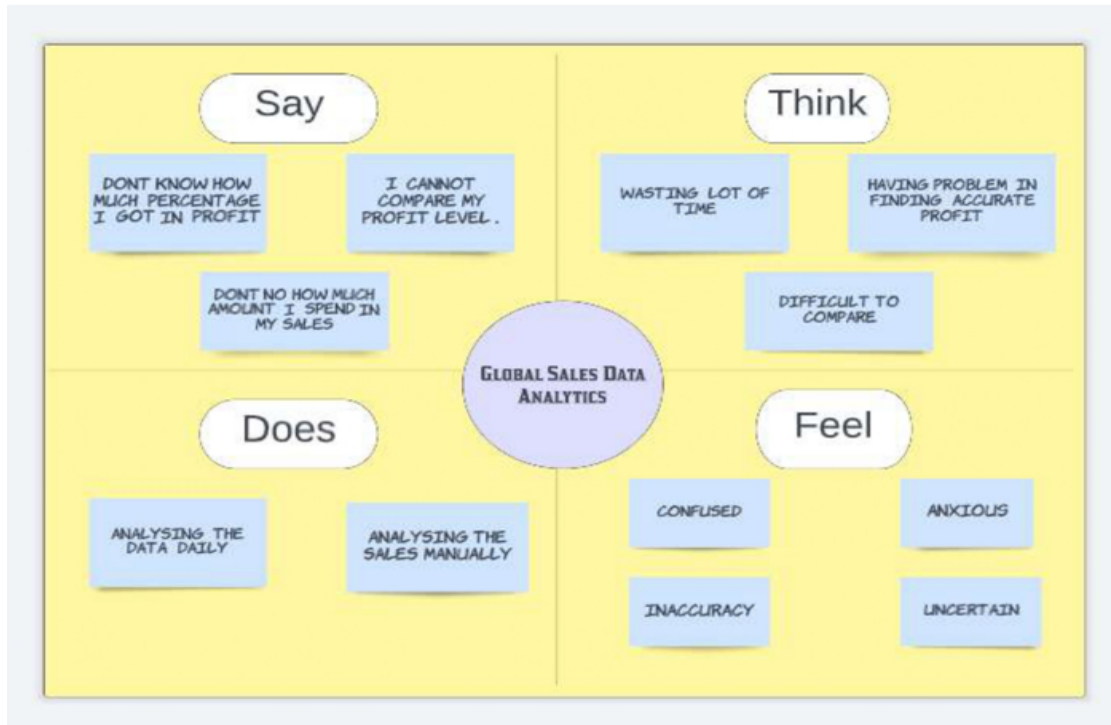 Say
DONT KNOW HOW
MUCH PERCENTAGE
I GOT IN PROFIT
I CANNOT
COMPARE MY
PROFIT LEVEL .
DONT NO HOW MUCH
AMOUNT I SPEND IN
MY SALES
Think
WASTING LOT OF
TIME
HAVING PROBLEM IN
FINDING ACCURATE
PROFIT
DIFFICULT TO
COMPARE
GLOBAL SALES DATA
ANALYTICS
Does
ANALYSING THE
DATA DAILY
ANALYSING THE
SALES MANUALLY
Feel
CONFUSED
ANXIOUS
INACCURACY
UNCERTAIN